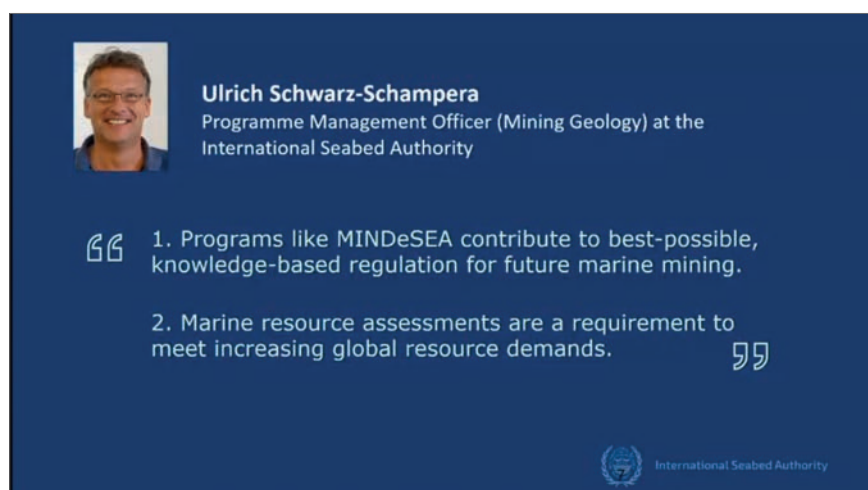 Ulrich Schwarz-Schampera
Programme Management Officer (Mining Geology) at the
International Seabed Authority
“ 1. Programs like MINDeSEA contribute to best-possible,
knowledge-based regulation for future marine mining.
2. Marine resource assessments are a requirement to
meet increasing global resource demands. ”
International Seabed Authority